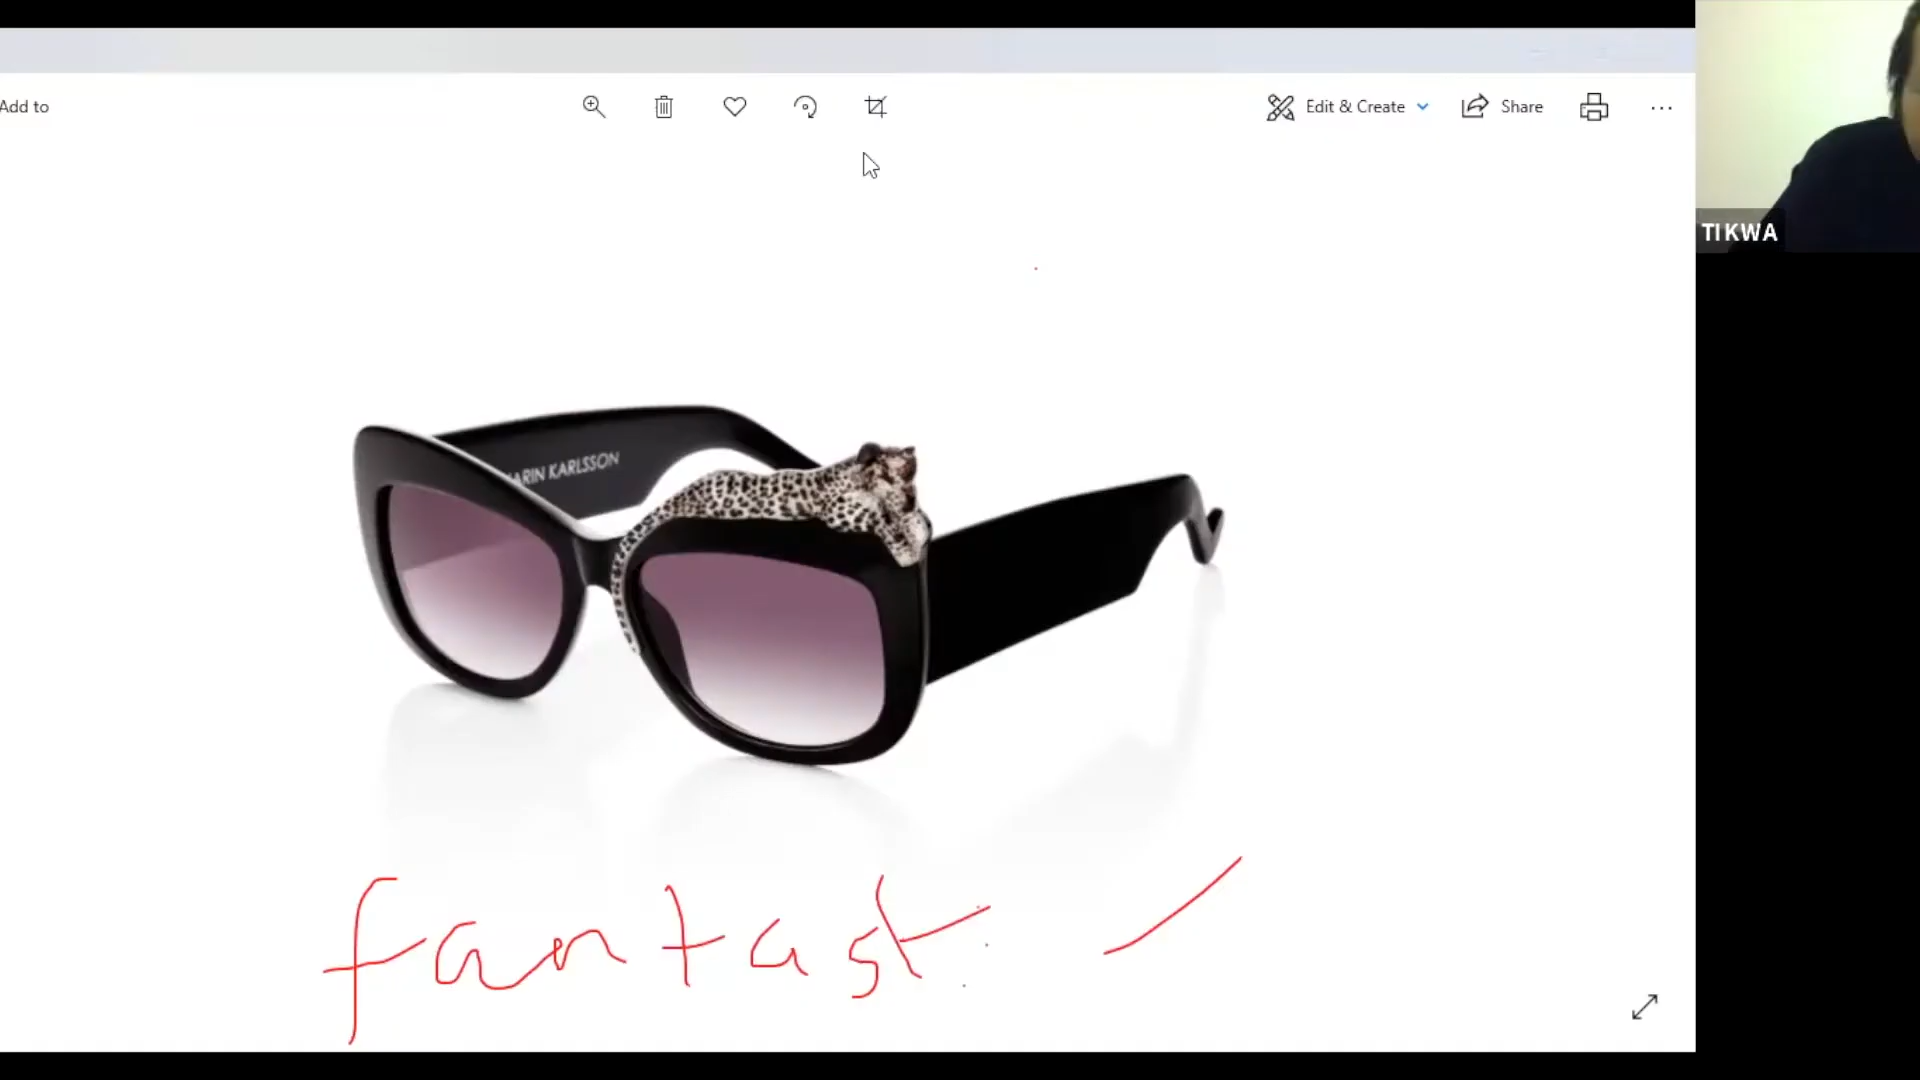 Add to
Edit & Create
Share
TIKWA
ARIN KARLSSON
fantast